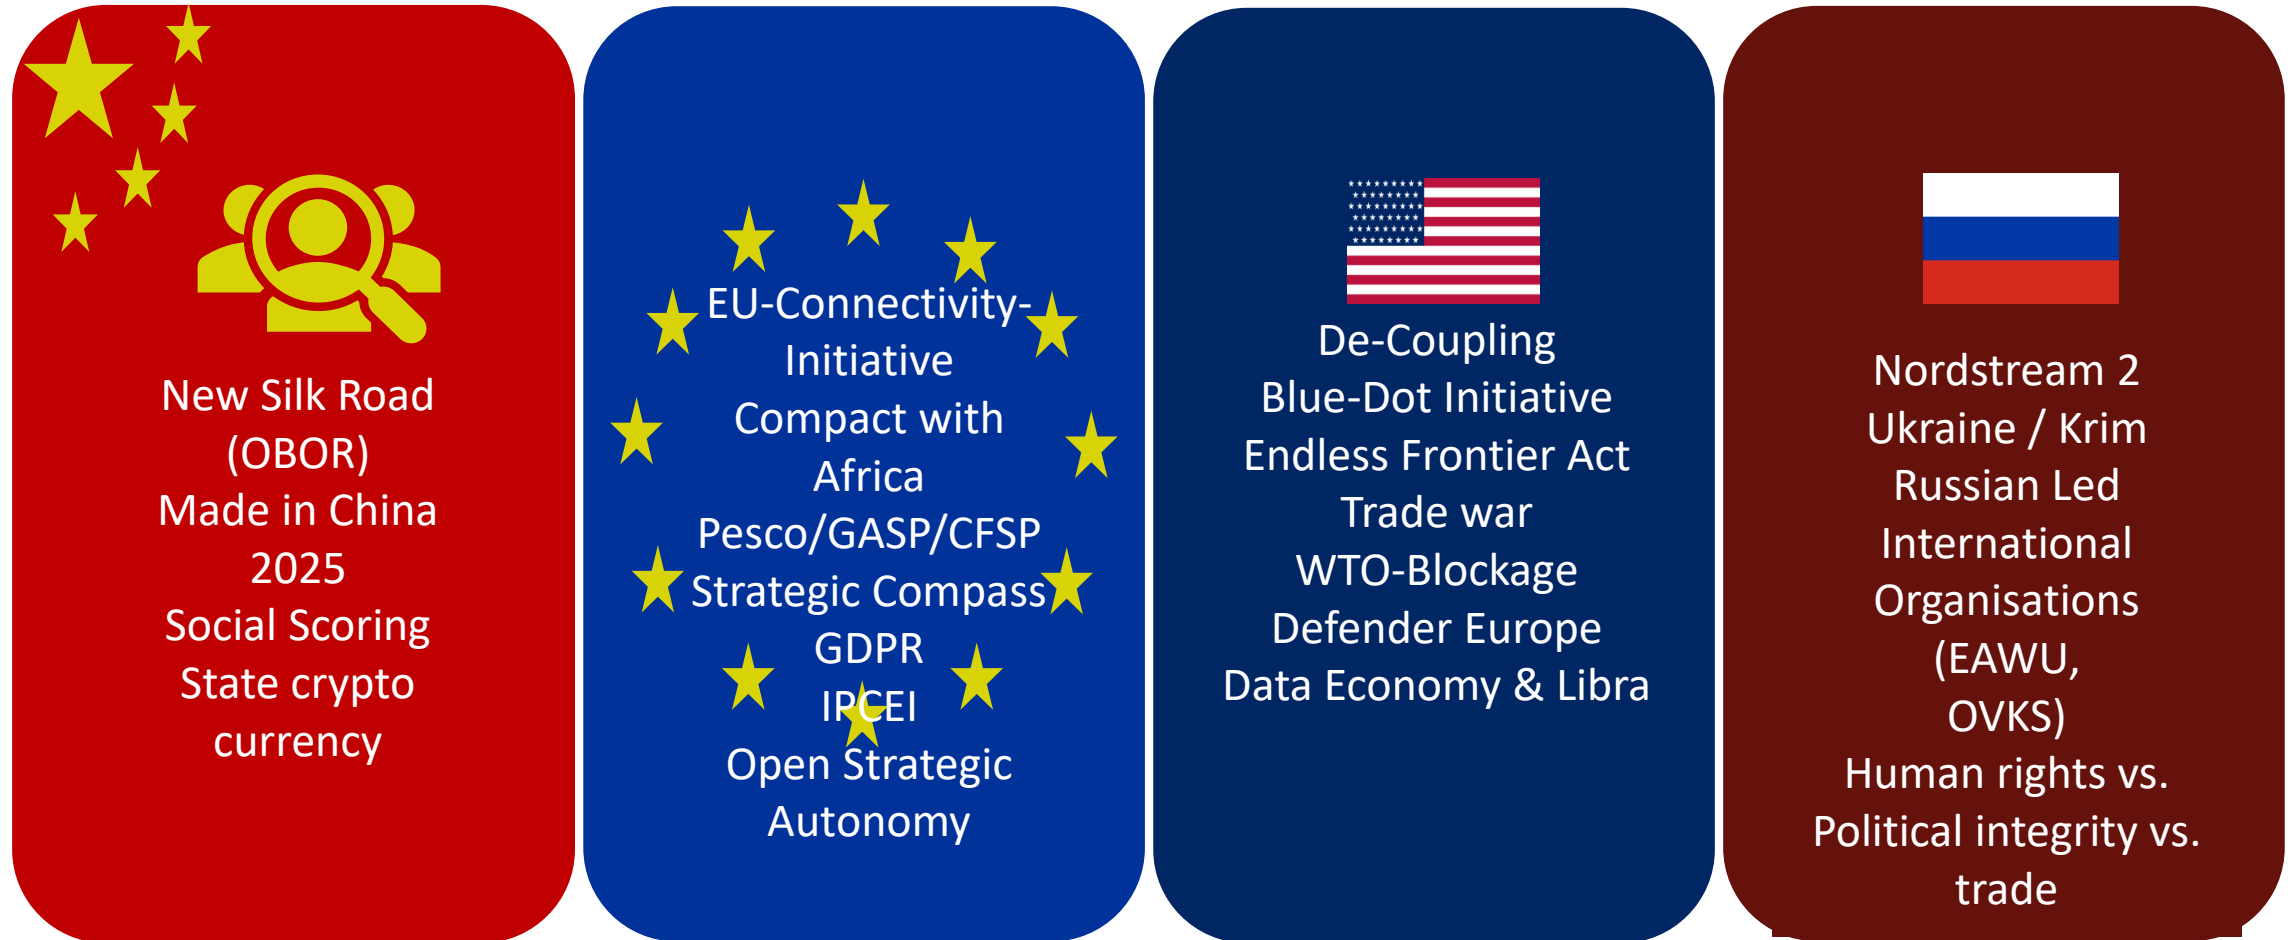 New Silk Road
(OBOR)
Made in China
2025
Social Scoring
State crypto
currency
EU-Connectivity-
Initiative
Compact with
Africa
Pesco/GASP/CFSP
Strategic Compass
GDPR
IPCEI
Open Strategic
Autonomy
De-Coupling
Blue-Dot Initiative
Endless Frontier Act
Trade war
WTO-Blockage
Defender Europe
Data Economy & Libra
Nordstream 2
Ukraine / Krim
Russian Led
International
Organisations
(EAWU,
OVKS)
Human rights vs.
Political integrity vs.
trade